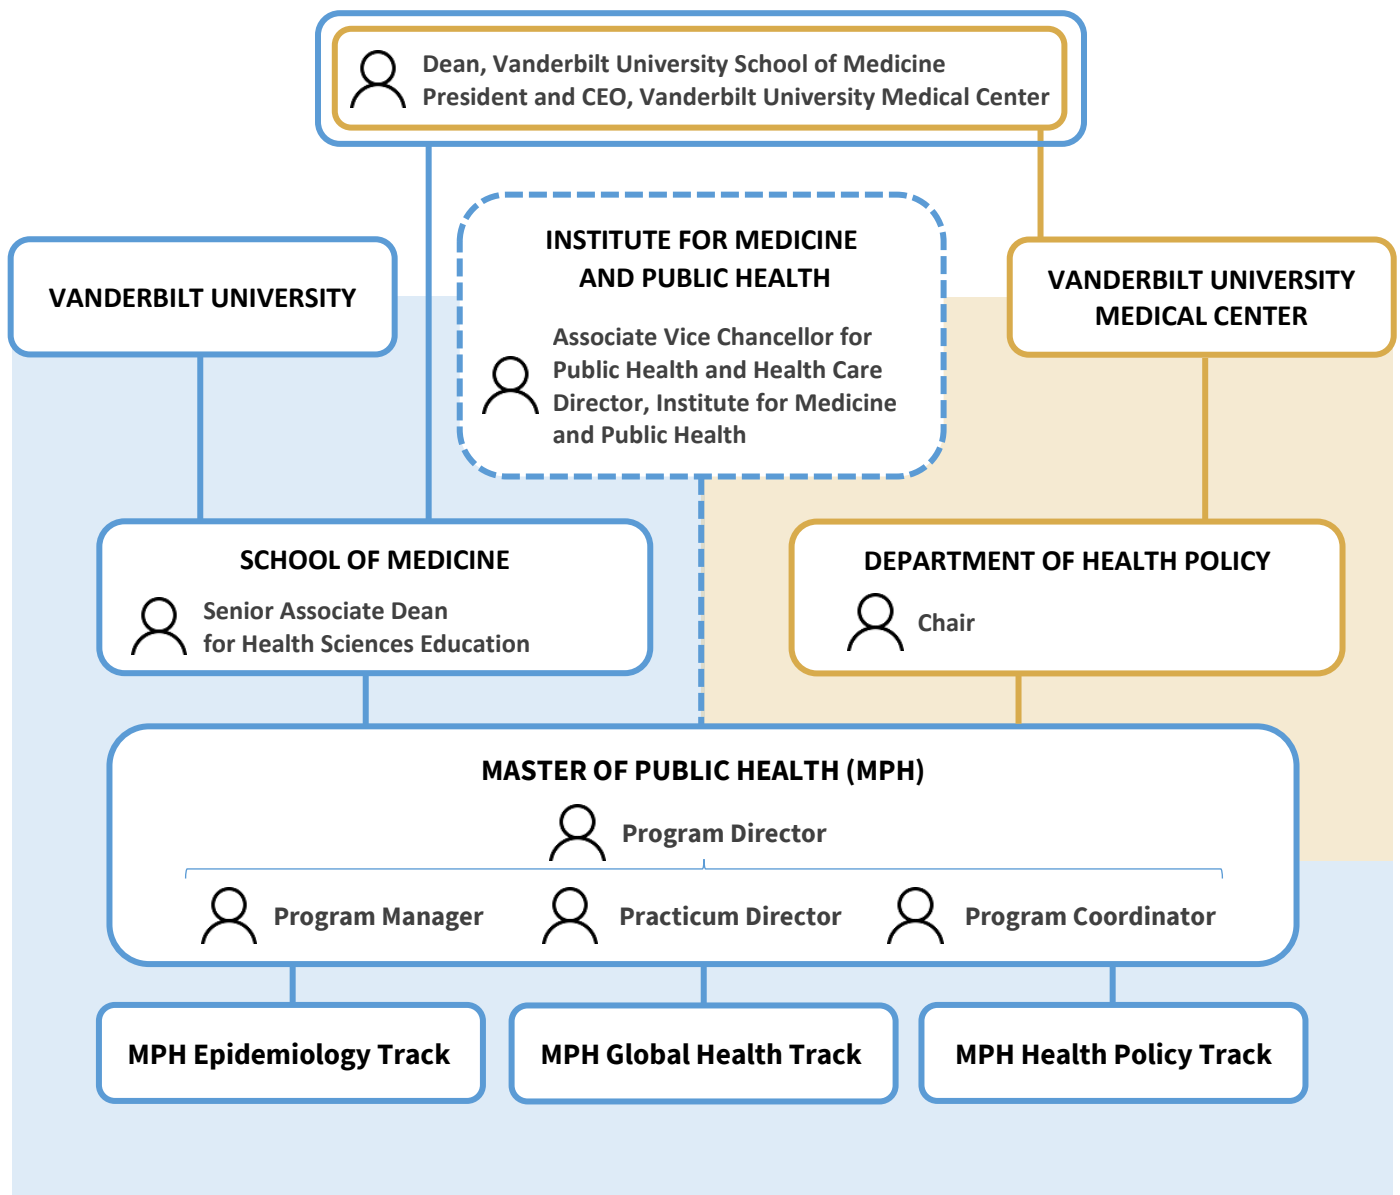 Dean, Vanderbilt University School of Medicine
President and CEO, Vanderbilt University Medical Center
INSTITUTE FOR MEDICINE
AND PUBLIC HEALTH
Associate Vice Chancellor for
Public Health and Health Care
Director, Institute for Medicine
and Public Health
VANDERBILT UNIVERSITY
VANDERBILT UNIVERSITY
MEDICAL CENTER
SCHOOL OF MEDICINE
Senior Associate Dean
for Health Sciences Education
DEPARTMENT OF HEALTH POLICY
Chair
MASTER OF PUBLIC HEALTH (MPH)
Program Director
Program Manager
Practicum Director
Program Coordinator
MPH Epidemiology Track
MPH Global Health Track
MPH Health Policy Track